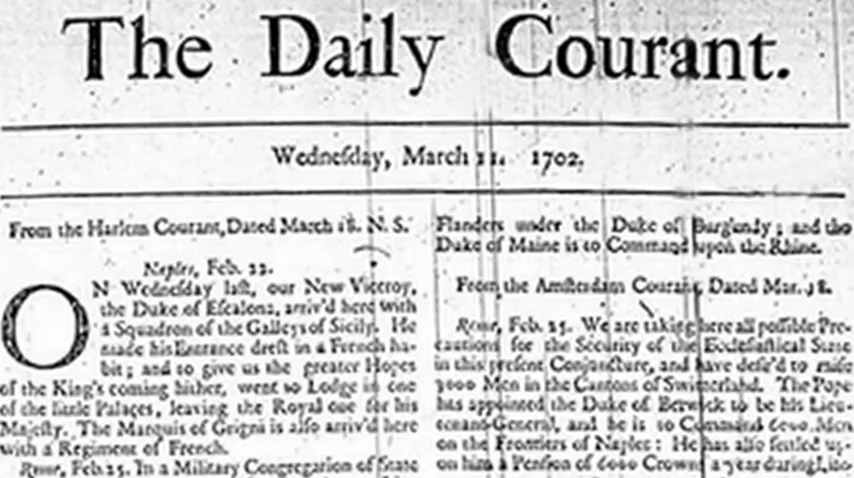 The Daily Courant.
Wednesday, March 11. 1702.
From the Harlem Courant, Dated March 18. N. S.
Naples, Feb. 22.
ON Wednesday last, our New Viceroy,
the Duke of Escalona, arriv'd here with
a Squadron of the Galleys of Sicily. He
made his Entrance drest in a French ha-
bit; and to give us the greater Hopes
of the King's coming hither, went to Lodge in one
of the little Palaces, leaving the Royal one for his
Majesty. The Marquis of Grigni is also arriv'd here
with a Regiment of French.
Rome, Feb. 25. In a Military Congregation of State
Flanders under the Duke of Burgundy; and the
Duke of Maine is to Command upon the Rhine.
From the Amsterdam Courant, Dated Mar. 18.
Rome, Feb. 25. We are taking here all possible Pre-
cautions for the Security of the Ecclesiastical State
in this present Conjuncture, and have desir'd to raise
3000 Men in the Cantons of Switzerland. The Pope
has appointed the Duke of Berwick to be his Lieu-
tenant-General, and he is to Command 6000 Men
on the Frontiers of Naples: He has also settled up-
on him a Pension of 6000 Crowns a year during Life